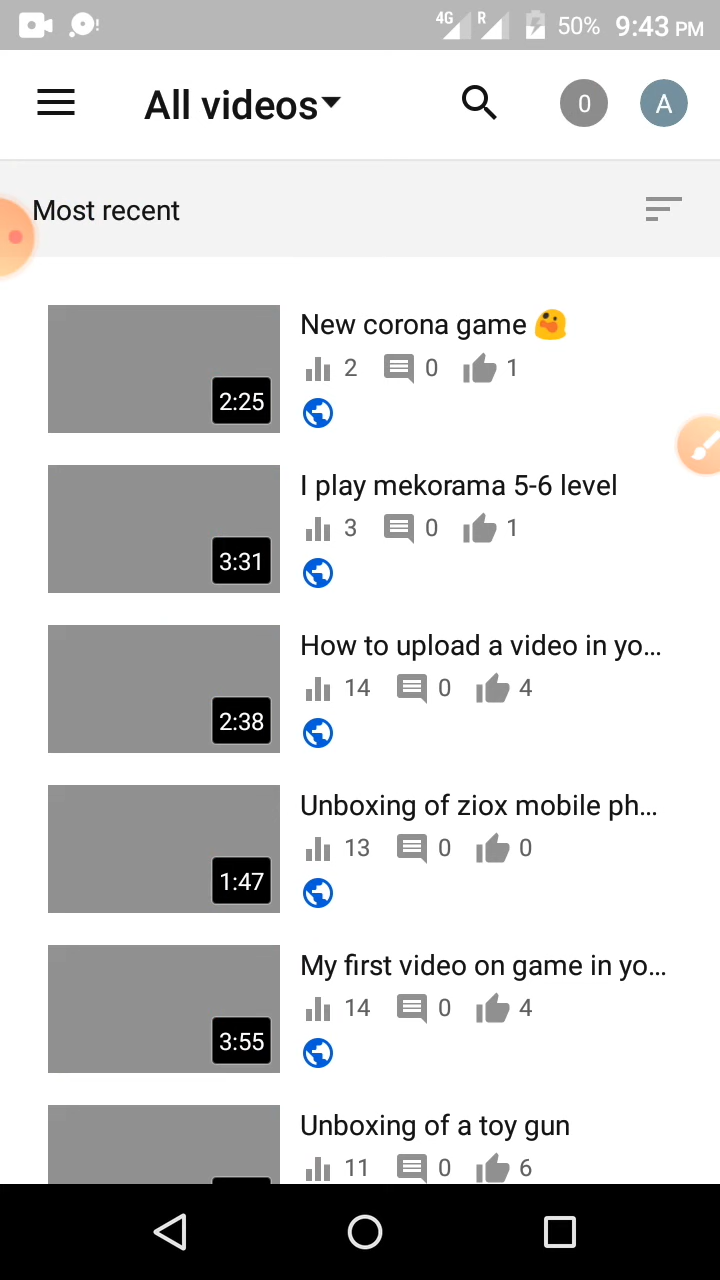 4G R 50% 9:43 PM
All videos 0 A
Most recent
New corona game
2 0 1
2:25
I play mekorama 5-6 level
3 0 1
3:31
How to upload a video in yo...
14 0 4
2:38
Unboxing of ziox mobile ph...
13 0 0
1:47
My first video on game in yo...
14 0 4
3:55
Unboxing of a toy gun
11 0 6